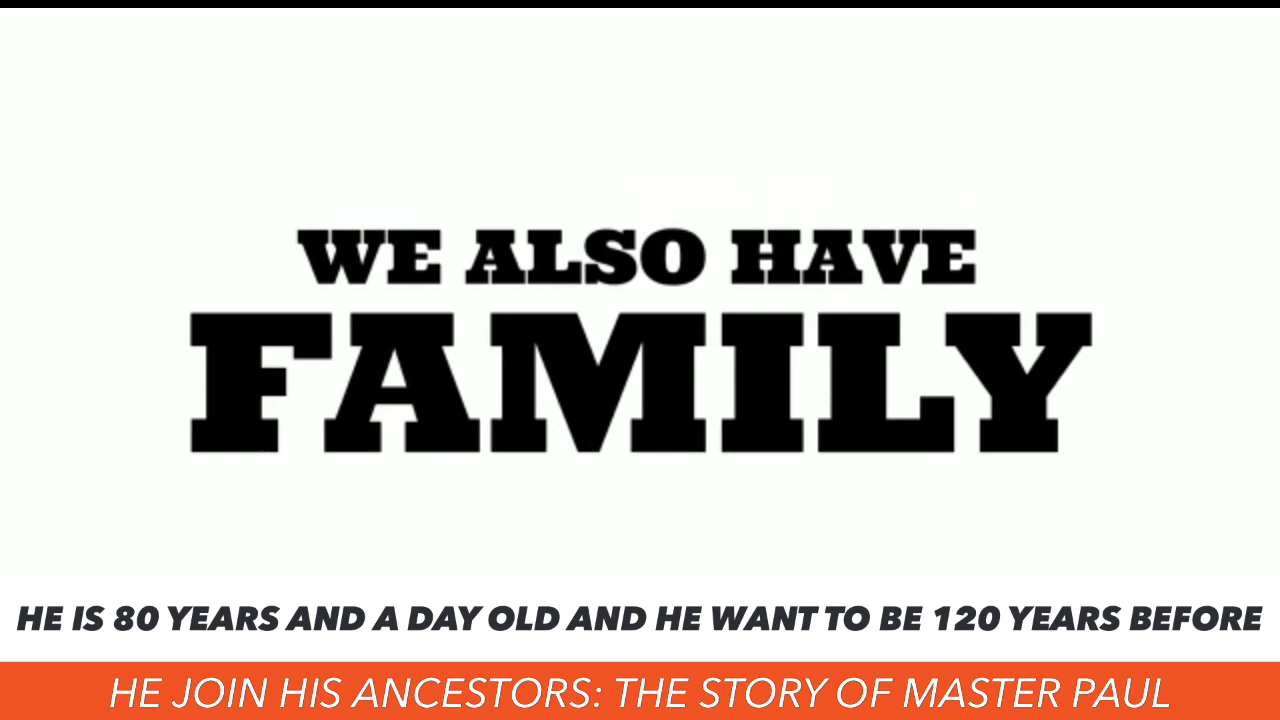 WE ALSO HAVE
FAMILY
HE IS 80 YEARS AND A DAY OLD AND HE WANT TO BE 120 YEARS BEFORE
HE JOIN HIS ANCESTORS: THE STORY OF MASTER PAUL